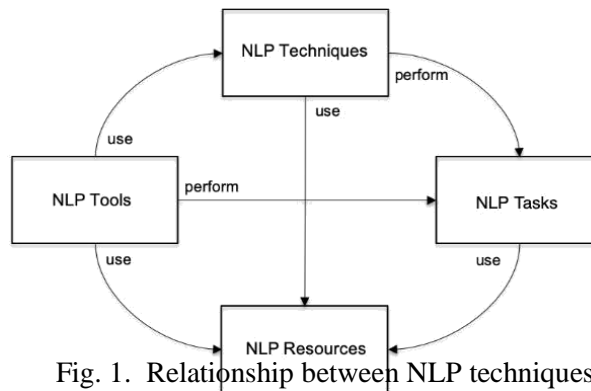 NLP Techniques
perform
use
use
NLP Tools
perform
NLP Tasks
use
use
NLP Resources
Fig. 1. Relationship between NLP techniques